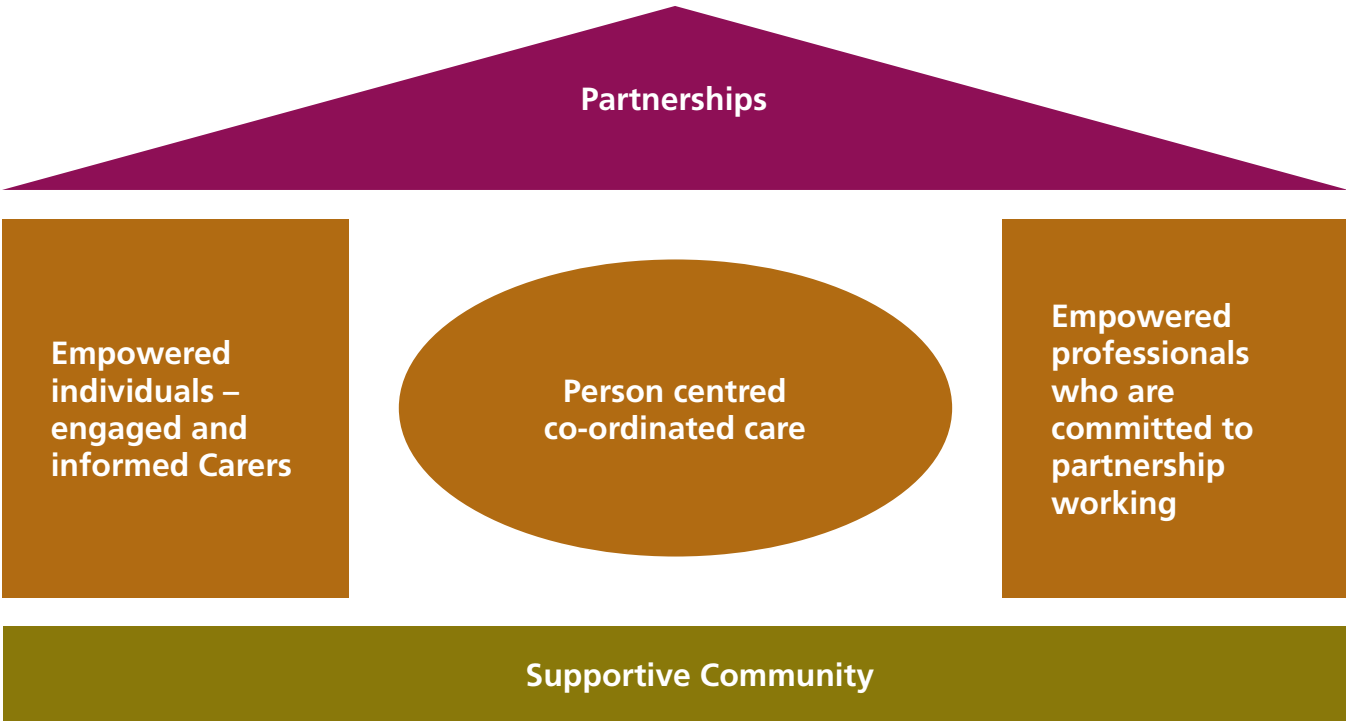 Partnerships
Empowered
individuals –
engaged and
informed Carers
Person centred
co-ordinated care
Empowered
professionals
who are
committed to
partnership
working
Supportive Community